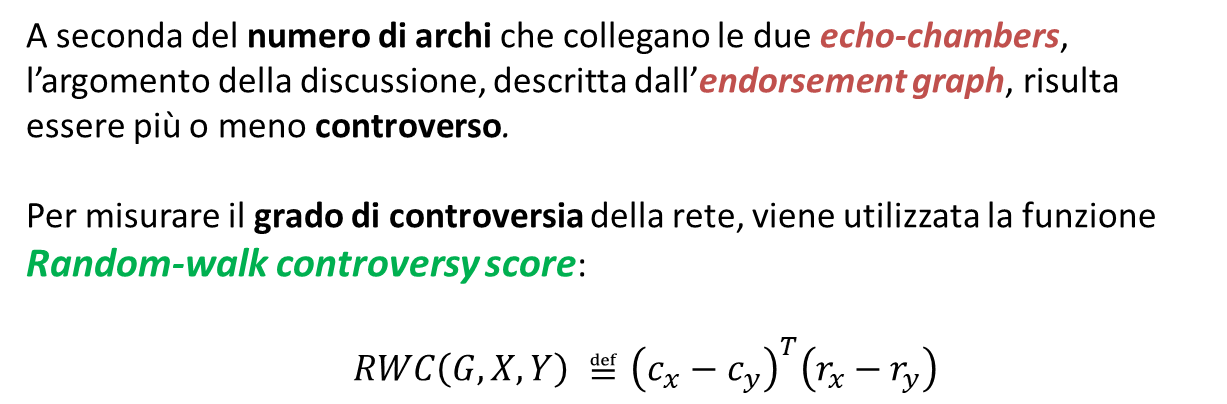 A seconda del numero di archi che collegano le due echo-chambers,
l’argomento della discussione, descritta dall’endorsement graph, risulta
essere più o meno controverso.
Per misurare il grado di controversia della rete, viene utilizzata la funzione
Random-walk controversy score:
RWC(G, X, Y) ≝ (c_x − c_y)^T (r_x − r_y)